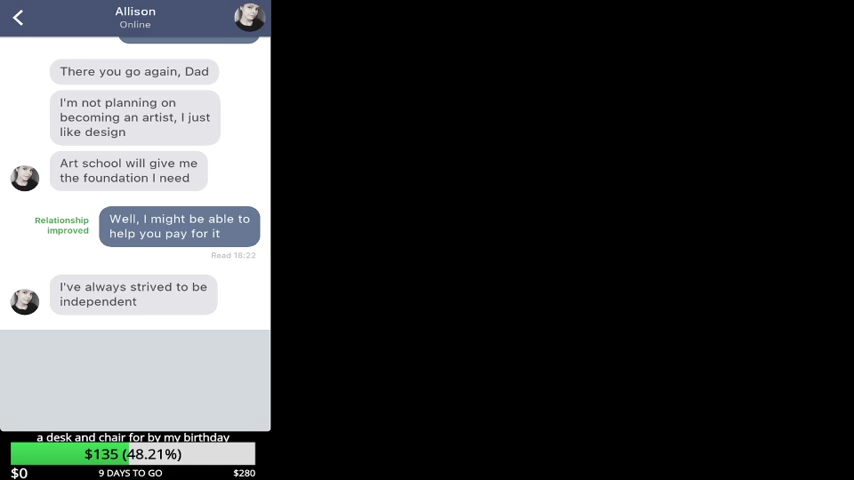 Allison
Online
There you go again, Dad
I'm not planning on
becoming an artist, I just
like design
Art school will give me
the foundation I need
Relationship
improved
Well, I might be able to
help you pay for it
Read 18:22
I've always strived to be
independent
a desk and chair for by my birthday
$135 (48.21%)
$0
9 DAYS TO GO
$280